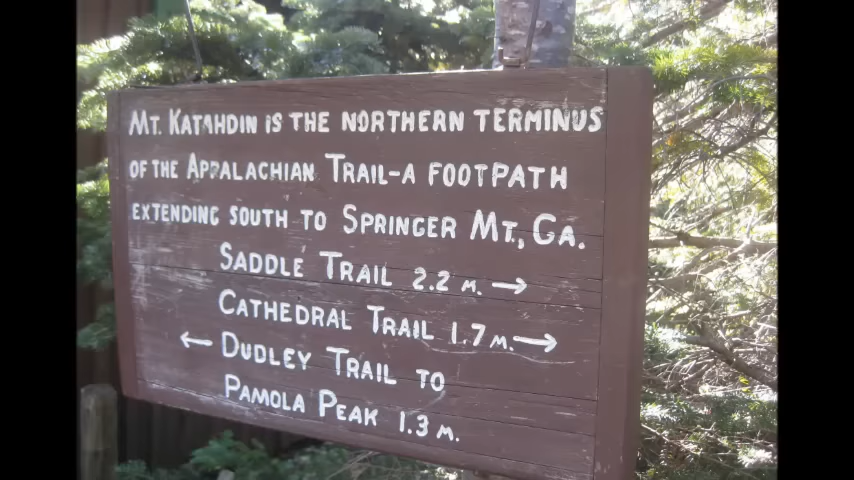 Mt. Katahdin is the northern terminus
of the Appalachian Trail-a footpath
extending south to Springer Mt., Ga.
Saddle Trail 2.2 m. →
Cathedral Trail 1.7 m. →
← Dudley Trail to
Pamola Peak 1.3 m.